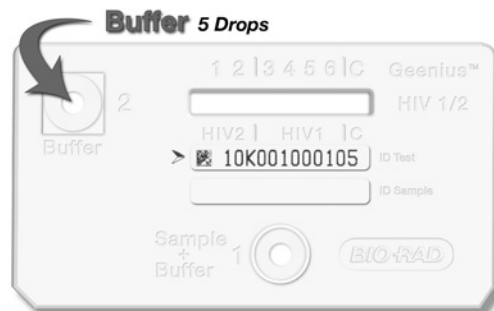 Buffer 5 Drops
1 2|3 4 5 6|C Geenius™
2 HIV 1/2
HIV2| HIV1 |C
Buffer
> 10K001000105 ID Test
ID Sample
Sample
+ 1
Buffer
BIO-RAD